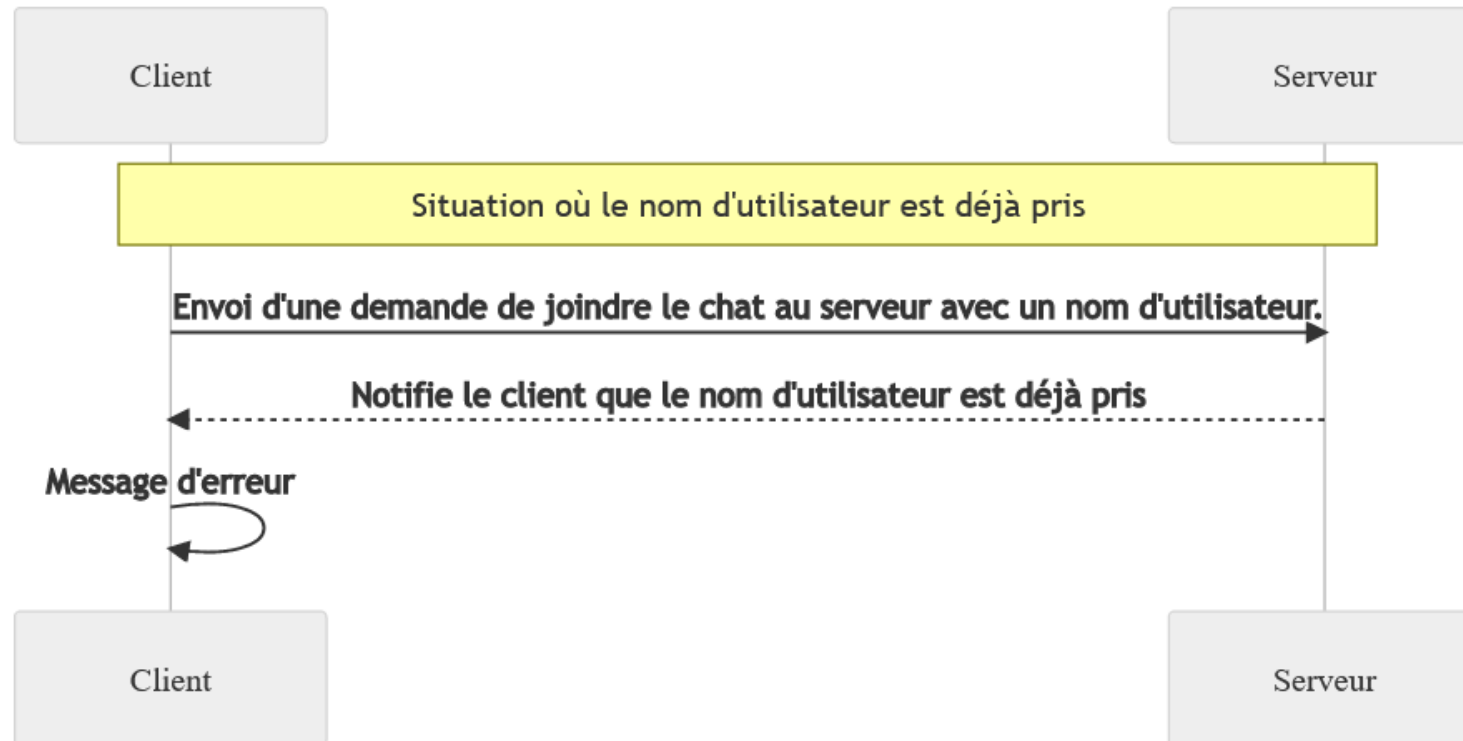 Client
Serveur
Situation où le nom d'utilisateur est déjà pris
Envoi d'une demande de joindre le chat au serveur avec un nom d'utilisateur.
Notifie le client que le nom d'utilisateur est déjà pris
Message d'erreur
Client
Serveur